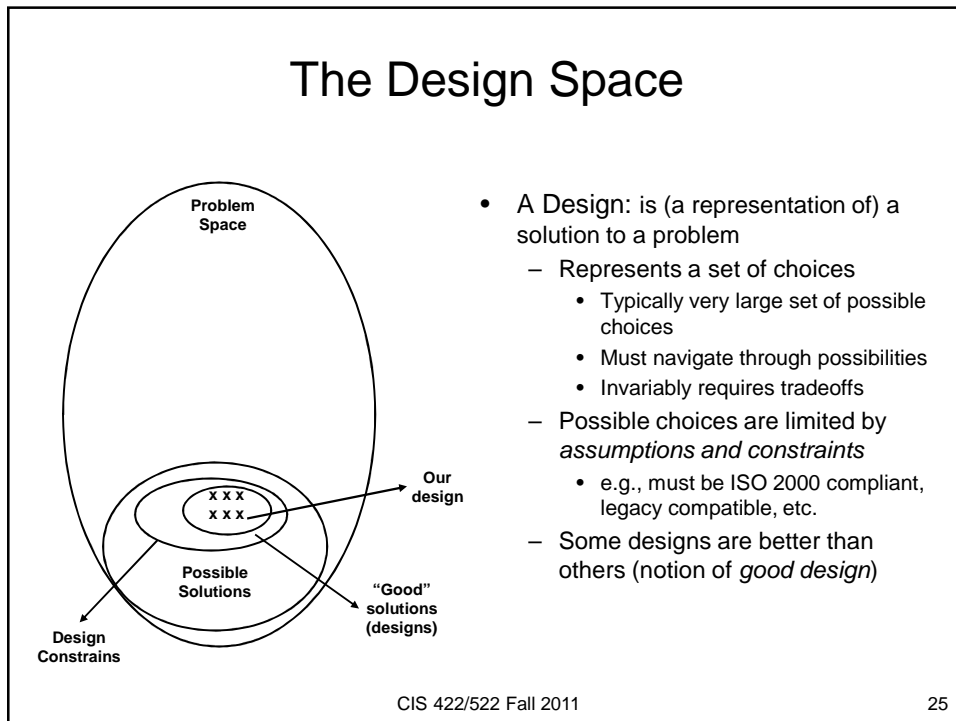 The Design Space
Problem
Space
x x x
x x x
Possible
Solutions
Our
design
“Good”
solutions
(designs)
Design
Constrains
• A Design: is (a representation of) a
solution to a problem
– Represents a set of choices
• Typically very large set of possible
choices
• Must navigate through possibilities
• Invariably requires tradeoffs
– Possible choices are limited by
assumptions and constraints
• e.g., must be ISO 2000 compliant,
legacy compatible, etc.
– Some designs are better than
others (notion of good design)
CIS 422/522 Fall 2011
25